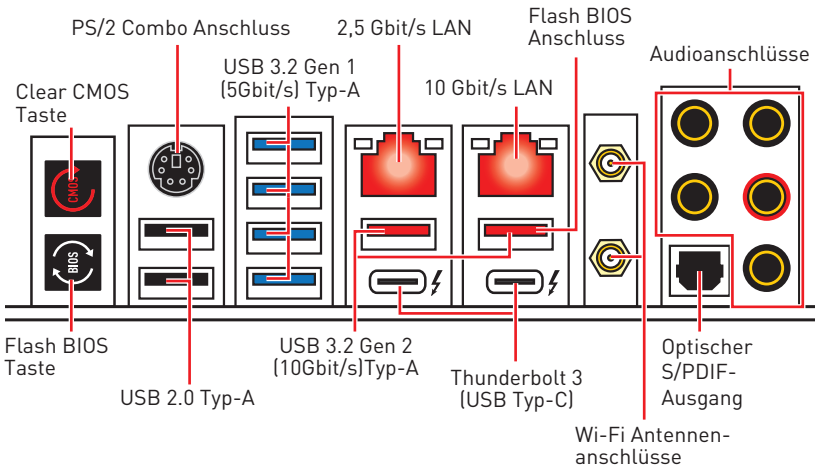 Flash BIOS
Anschluss
PS/2 Combo Anschluss
2,5 Gbit/s LAN
Audioanschlüsse
USB 3.2 Gen 1
(5Gbit/s) Typ-A
10 Gbit/s LAN
Clear CMOS
Taste
CMOS
BIOS
Flash BIOS
Taste
USB 2.0 Typ-A
USB 3.2 Gen 2
(10Gbit/s)Typ-A
Thunderbolt 3
(USB Typ-C)
Optischer
S/PDIF-
Ausgang
Wi-Fi Antennen-
anschlüsse